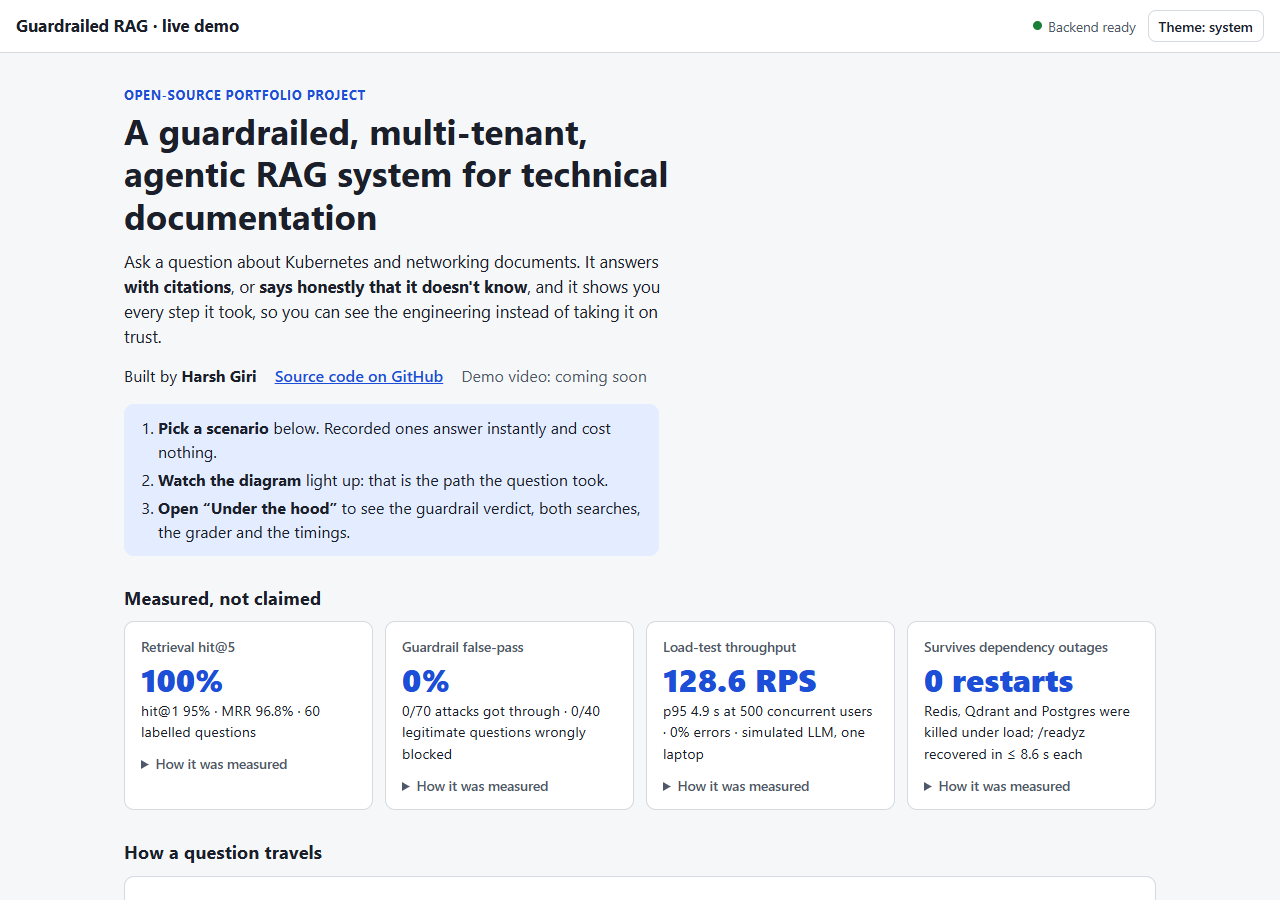 Guardrailed RAG · live demo
Backend ready
Theme: system
OPEN-SOURCE PORTFOLIO PROJECT
A guardrailed, multi-tenant,
agentic RAG system for technical
documentation
Ask a question about Kubernetes and networking documents. It answers
with citations, or says honestly that it doesn't know, and it shows you
every step it took, so you can see the engineering instead of taking it on
trust.
Built by Harsh Giri Source code on GitHub Demo video: coming soon
1. Pick a scenario below. Recorded ones answer instantly and cost
nothing.
2. Watch the diagram light up: that is the path the question took.
3. Open “Under the hood” to see the guardrail verdict, both searches,
the grader and the timings.
Measured, not claimed
Retrieval hit@5
100%
hit@1 95% · MRR 96.8% · 60
labelled questions
▶ How it was measured
Guardrail false-pass
0%
0/70 attacks got through · 0/40
legitimate questions wrongly
blocked
▶ How it was measured
Load-test throughput
128.6 RPS
p95 4.9 s at 500 concurrent users
· 0% errors · simulated LLM, one
laptop
▶ How it was measured
Survives dependency outages
0 restarts
Redis, Qdrant and Postgres were
killed under load; /readyz
recovered in ≤ 8.6 s each
▶ How it was measured
How a question travels